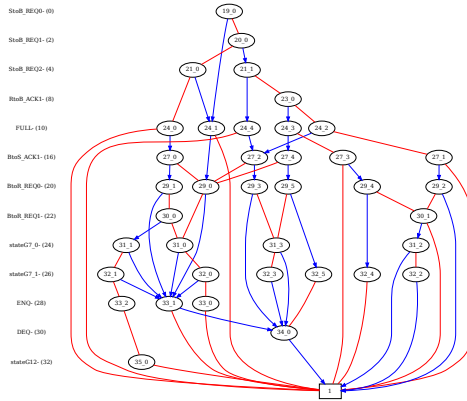 StoB_REQ0- (0) 19_0
StoB_REQ1- (2) 20_0
StoB_REQ2- (4) 21_0 21_1
RtoB_ACK1- (8) 23_0
FULL- (10) 24_0 24_1 24_4 24_3 24_2
BtoS_ACK1- (16) 27_0 27_2 27_4 27_3 27_1
BtoR_REQ0- (20) 29_1 29_0 29_3 29_5 29_4 29_2
BtoR_REQ1- (22) 30_0 30_1
stateG7_0- (24) 31_1 31_0 31_3 31_2
stateG7_1- (26) 32_1 32_0 32_3 32_5 32_4 32_2
ENQ- (28) 33_2 33_1 33_0
DEQ- (30) 34_0
stateG12- (32) 35_0
1